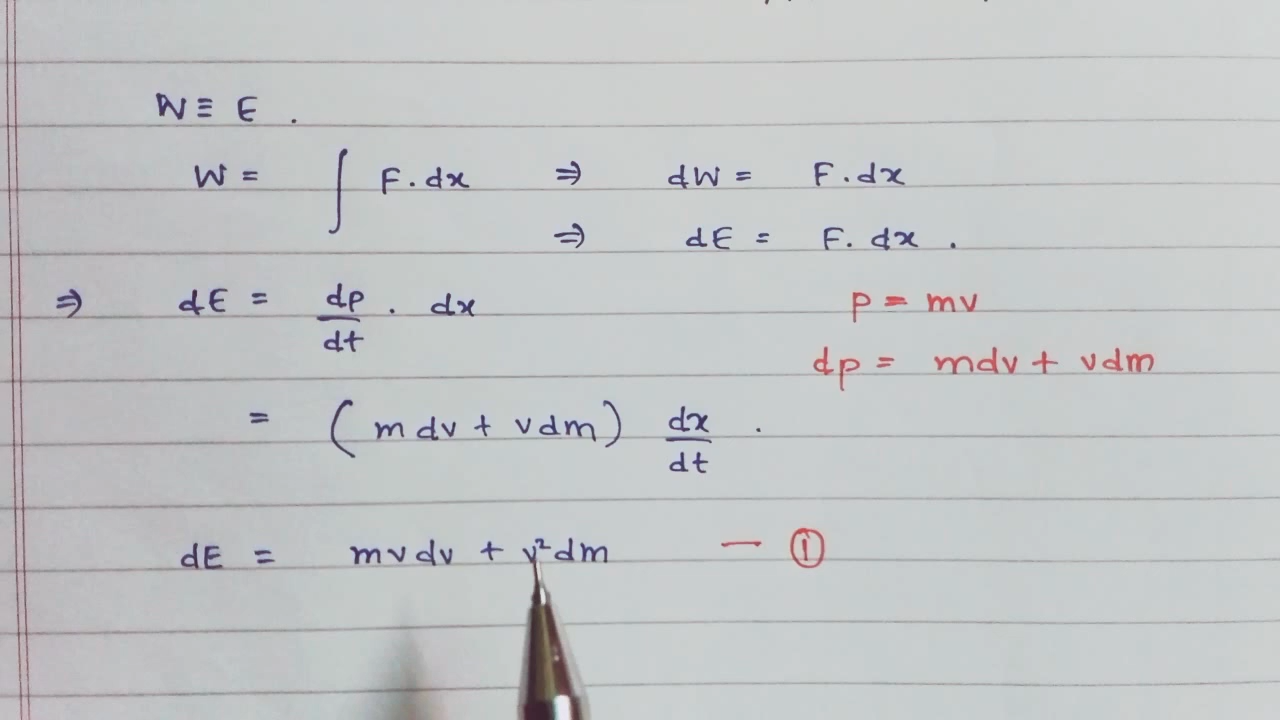 W ≡ E .
W = ∫ F.dx ⇒ dW = F.dx
⇒ dE = F. dx .
⇒ dE = dp/dt . dx p = mv
dp = mdv + vdm
= (mdv + vdm) dx/dt .
dE = mvdv + v²dm — ①